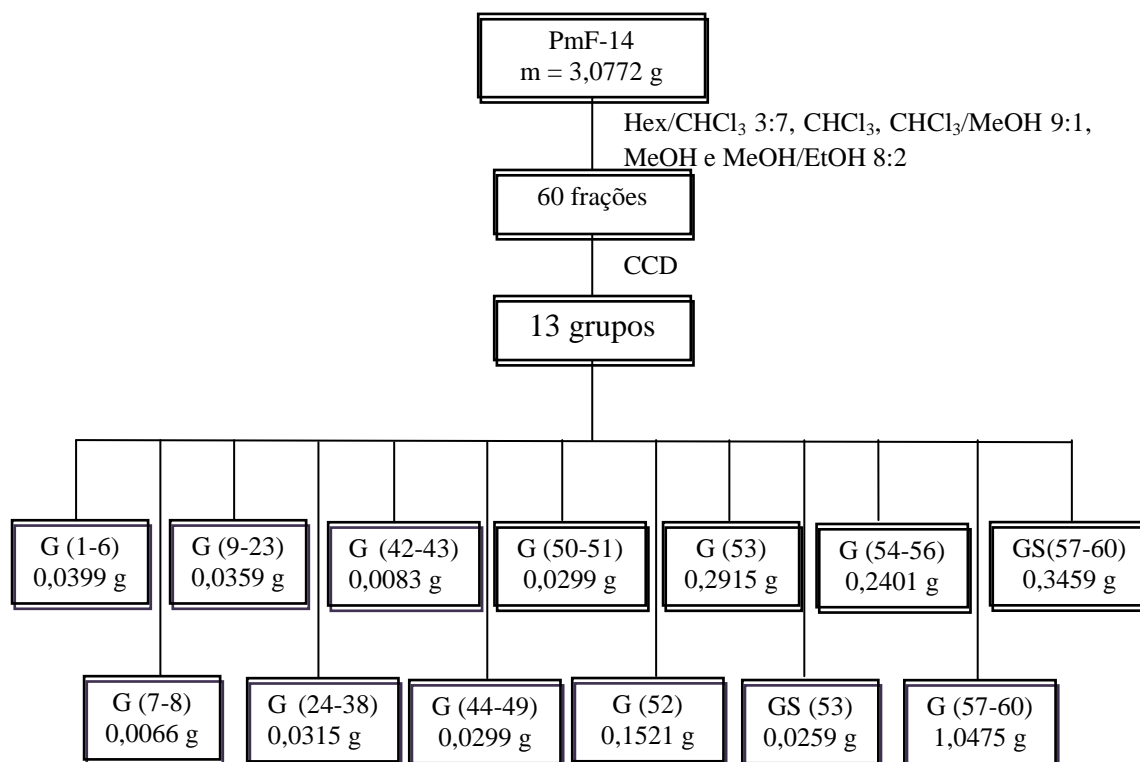 PmF-14
m = 3,0772 g
Hex/CHCl₃ 3:7, CHCl₃, CHCl₃/MeOH 9:1,
MeOH e MeOH/EtOH 8:2
60 frações
CCD
13 grupos
G (1-6)
0,0399 g
G (9-23)
0,0359 g
G (42-43)
0,0083 g
G (50-51)
0,0299 g
G (53)
0,2915 g
G (54-56)
0,2401 g
GS(57-60)
0,3459 g
G (7-8)
0,0066 g
G (24-38)
0,0315 g
G (44-49)
0,0299 g
G (52)
0,1521 g
GS (53)
0,0259 g
G (57-60)
1,0475 g